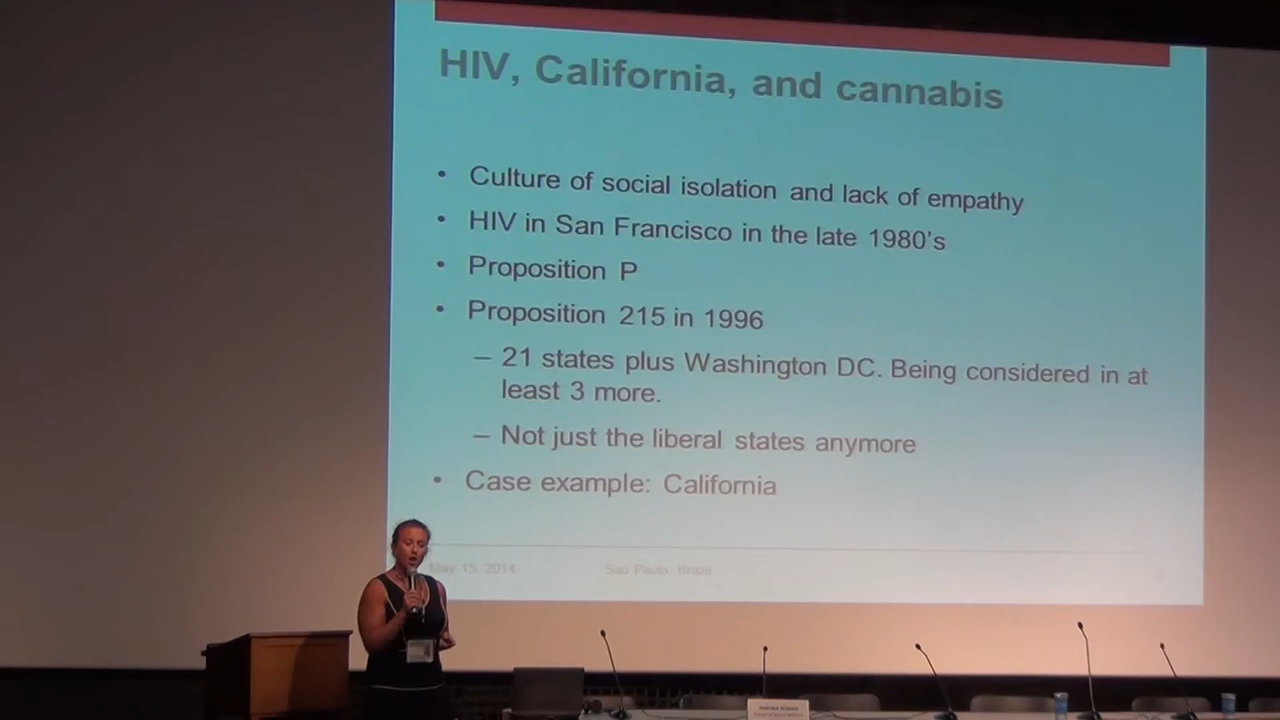 HIV, California, and cannabis
• Culture of social isolation and lack of empathy
• HIV in San Francisco in the late 1980's
• Proposition P
• Proposition 215 in 1996
– 21 states plus Washington DC. Being considered in at
least 3 more.
– Not just the liberal states anymore
• Case example: California
May 15, 2014
Sao Paulo Brazil